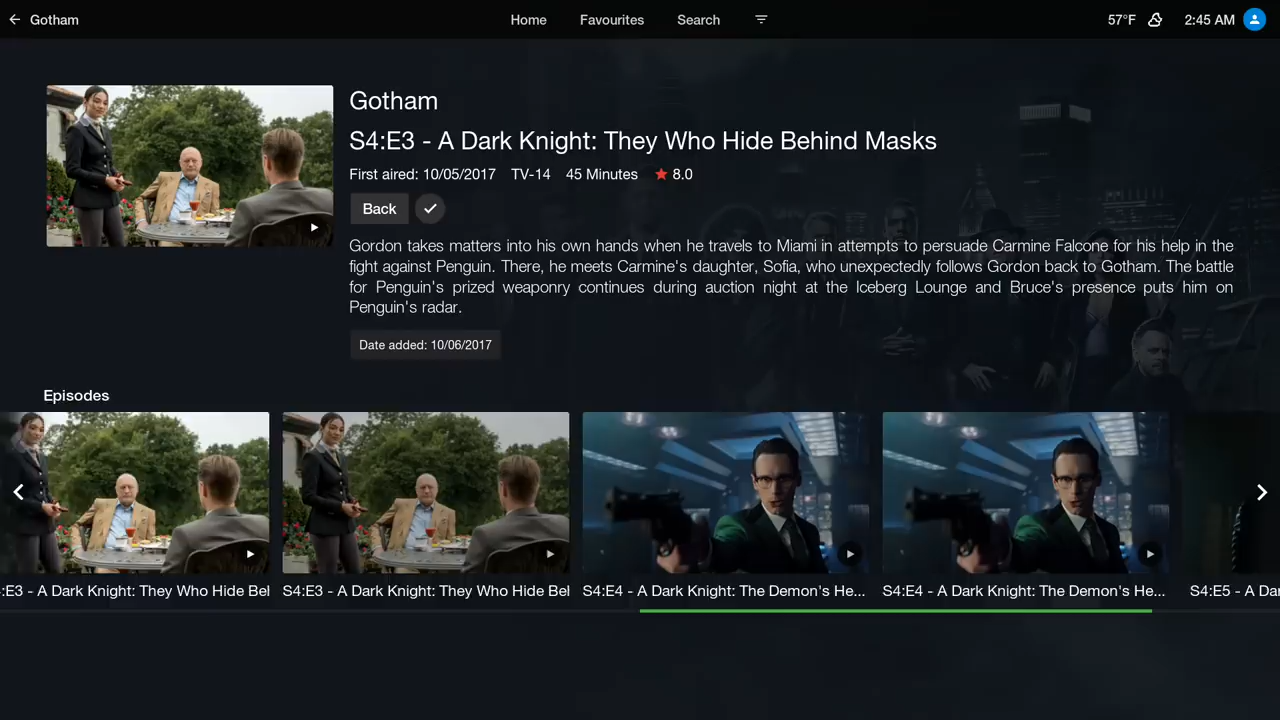 Gotham
Home
Favourites
Search
57°F
2:45 AM
Gotham
S4:E3 - A Dark Knight: They Who Hide Behind Masks
First aired: 10/05/2017 TV-14 45 Minutes 8.0
Back
Gordon takes matters into his own hands when he travels to Miami in attempts to persuade Carmine Falcone for his help in the
fight against Penguin. There, he meets Carmine's daughter, Sofia, who unexpectedly follows Gordon back to Gotham. The battle
for Penguin's prized weaponry continues during auction night at the Iceberg Lounge and Bruce's presence puts him on
Penguin's radar.
Date added: 10/06/2017
Episodes
:E3 - A Dark Knight: They Who Hide Bel
S4:E3 - A Dark Knight: They Who Hide Bel
S4:E4 - A Dark Knight: The Demon's He...
S4:E4 - A Dark Knight: The Demon's He...
S4:E5 - A Da